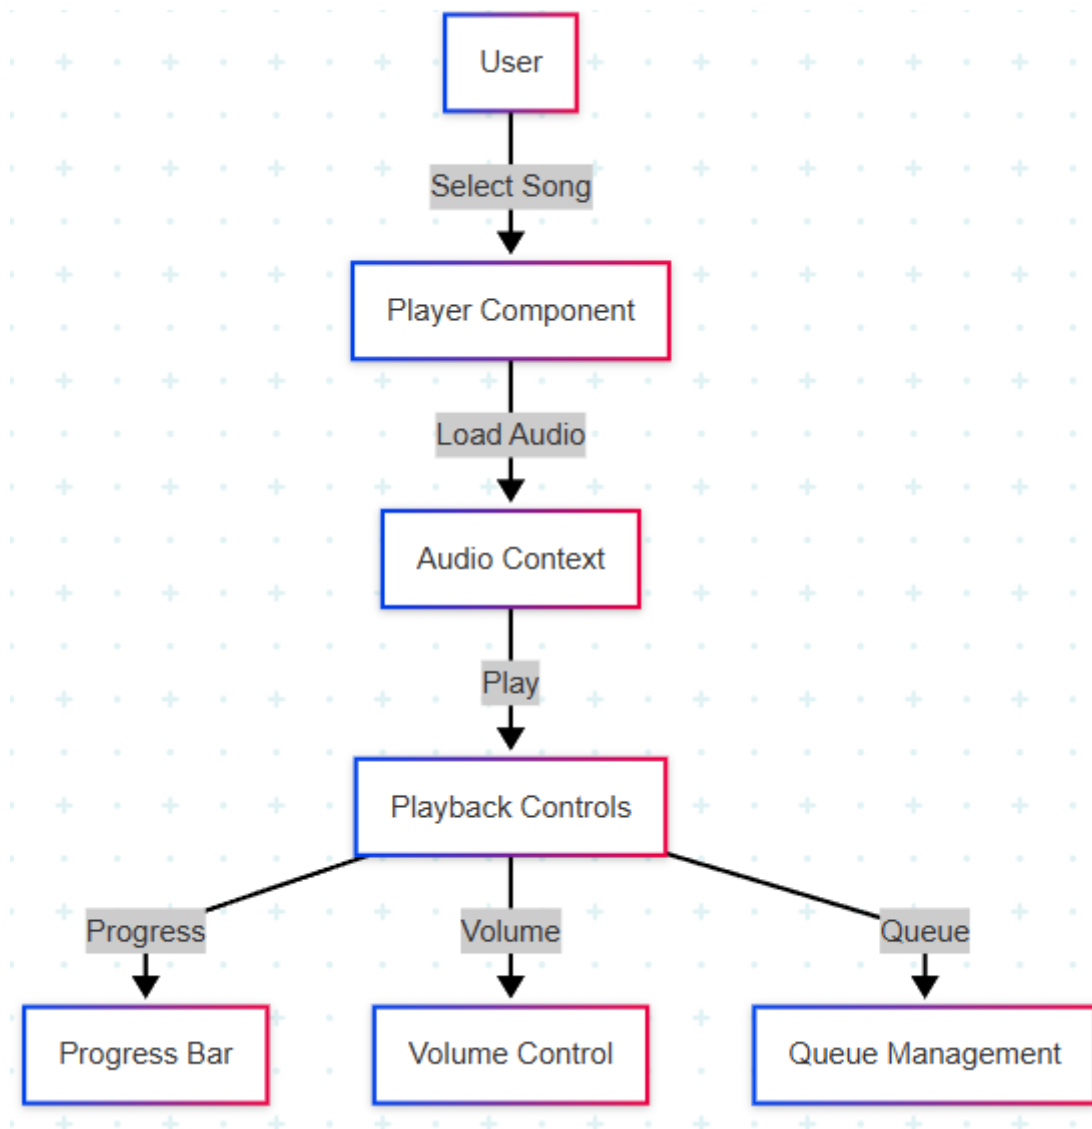 User
Select Song
Player Component
Load Audio
Audio Context
Play
Playback Controls
Progress
Volume
Queue
Progress Bar
Volume Control
Queue Management